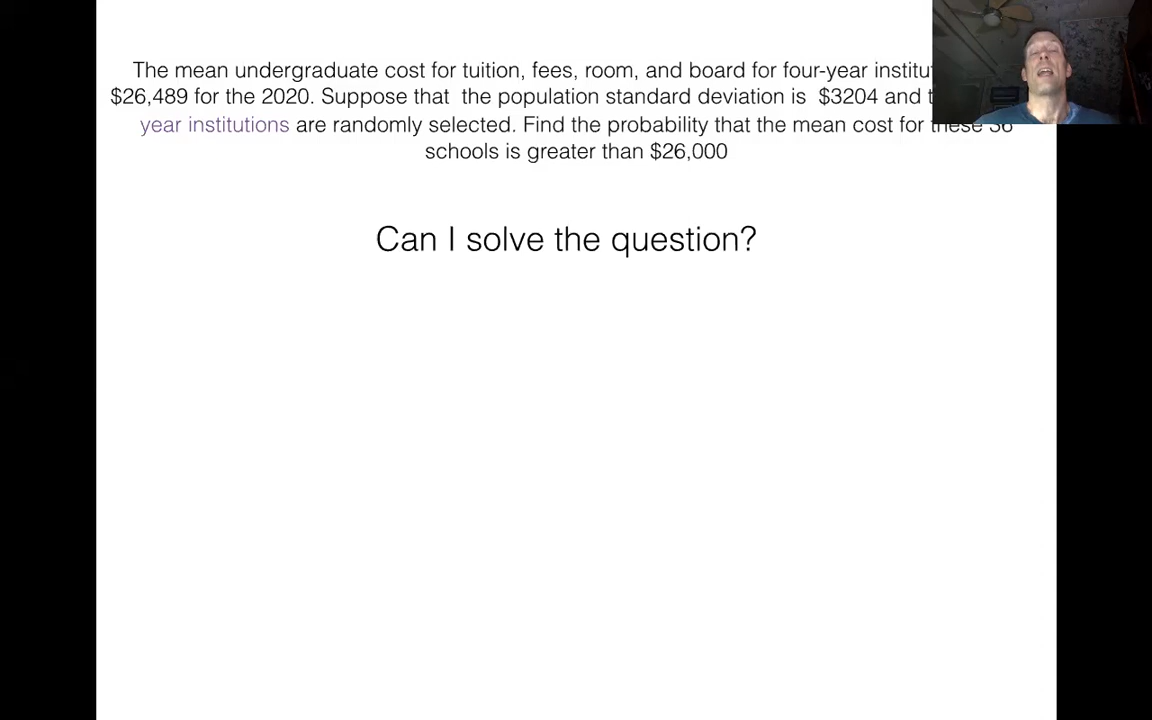 The mean undergraduate cost for tuition, fees, room, and board for four-year
$26,489 for the 2020. Suppose that the population standard deviation is $3204 and
year institutions are randomly selected. Find the probability that the mean cost for these 36
schools is greater than $26,000
Can I solve the question?